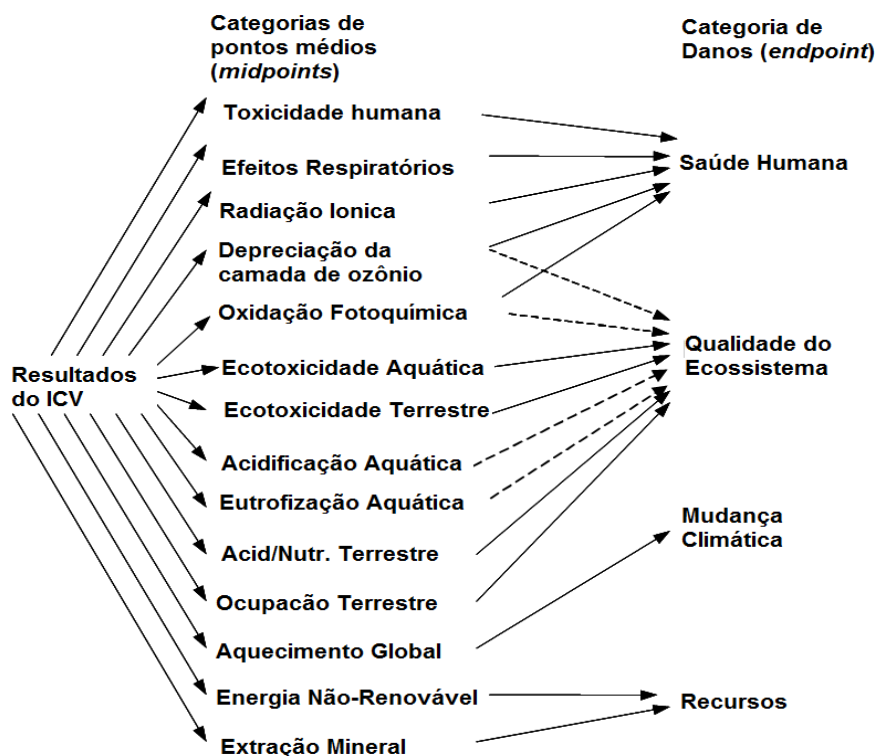 Categorias de
pontos médios
(midpoints)
Categoria de
Danos (endpoint)
Toxicidade humana
Efeitos Respiratórios
Saúde Humana
Radiação Ionica
Depreciação da
camada de ozônio
Oxidação Fotoquímica
Qualidade do
Ecossistema
Resultados
do ICV
Ecotoxicidade Aquática
Ecotoxicidade Terrestre
Acidificação Aquática
Eutrofização Aquática
Mudança
Climática
Acid/Nutr. Terrestre
Ocupacão Terrestre
Aquecimento Global
Energia Não-Renovável
Recursos
Extração Mineral